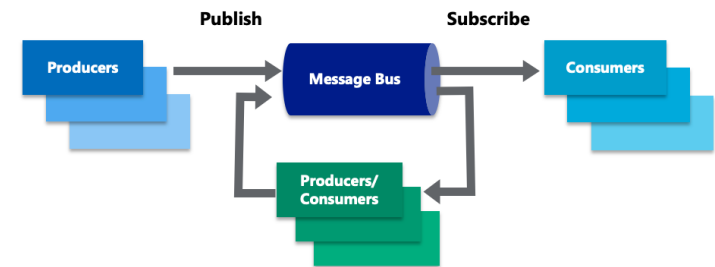 Publish
Subscribe
Producers
Message Bus
Consumers
Producers/
Consumers